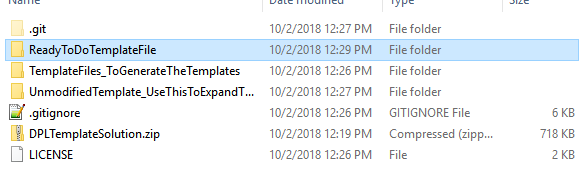 Date modified Type Size
.git 10/2/2018 12:27 PM File folder
ReadyToDoTemplateFile 10/2/2018 12:29 PM File folder
TemplateFiles_ToGenerateTheTemplates 10/2/2018 12:26 PM File folder
UnmodifiedTemplate_UseThisToExpandT... 10/2/2018 12:27 PM File folder
.gitignore 10/2/2018 12:26 PM GITIGNORE File 6 KB
DPLTemplateSolution.zip 10/2/2018 12:19 PM Compressed (zipp... 718 KB
LICENSE 10/2/2018 12:26 PM File 2 KB